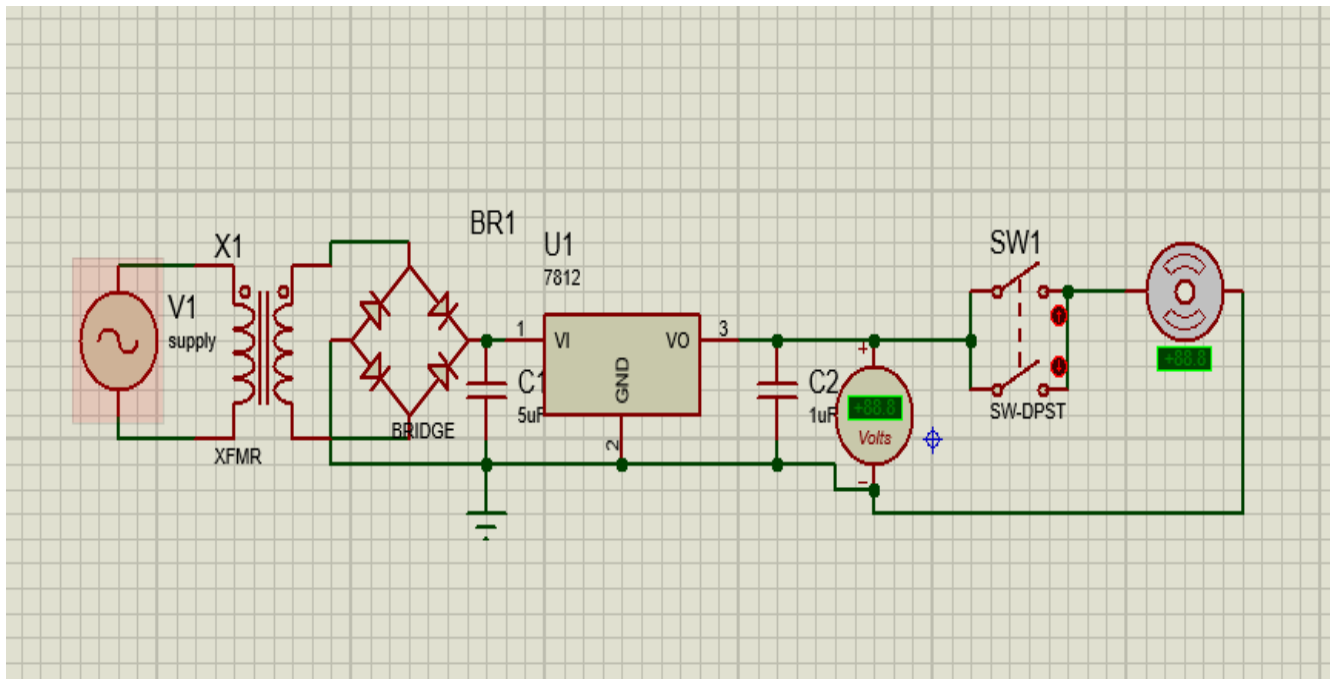 BR1
X1
U1
SW1
7812
V1
supply
1
VI
VO
3
GND
C1
5uF
C2
1uF
+88.8
Volts
+88.8
2
BRIDGE
SW-DPST
XFMR
+
−